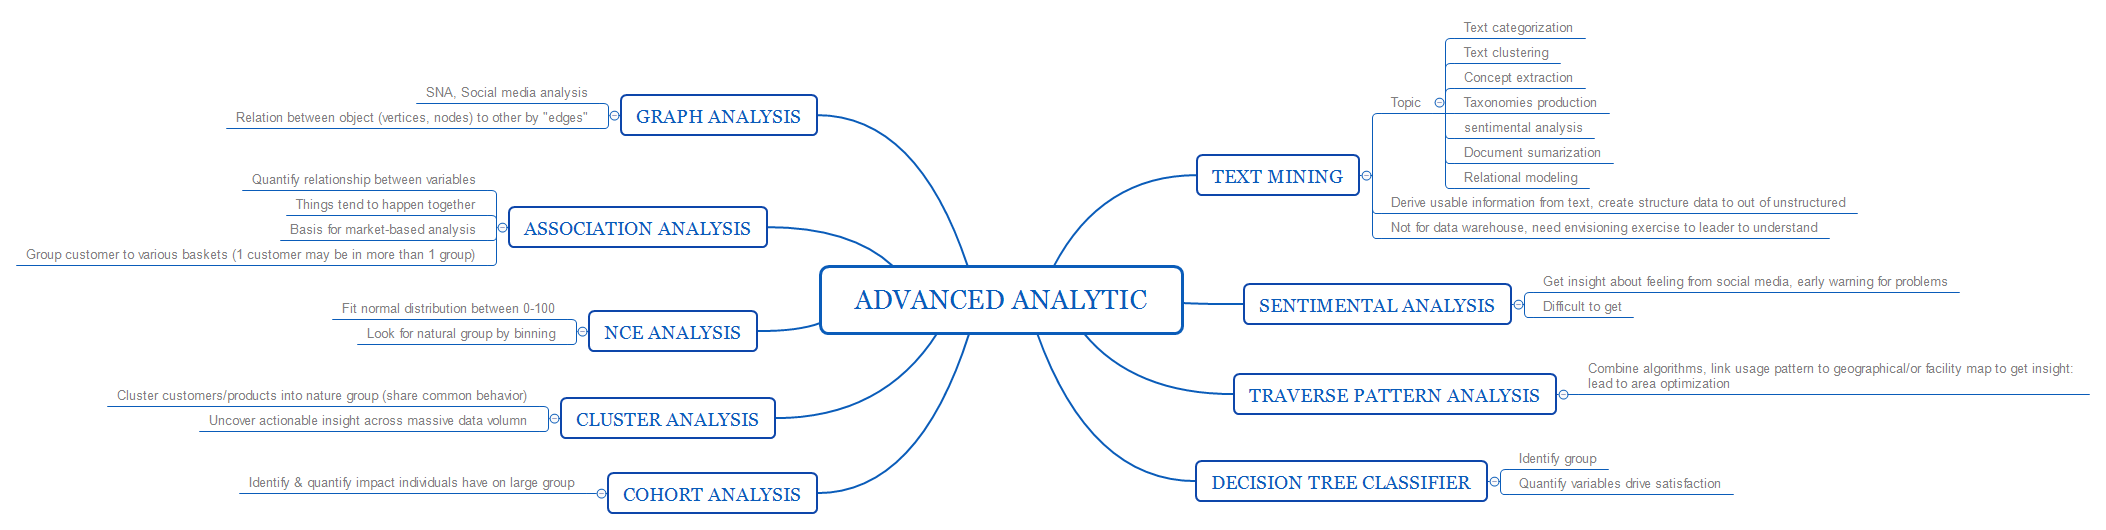 ADVANCED ANALYTIC
GRAPH ANALYSIS
SNA, Social media analysis
Relation between object (vertices, nodes) to other by "edges"
ASSOCIATION ANALYSIS
Quantify relationship between variables
Things tend to happen together
Basis for market-based analysis
Group customer to various baskets (1 customer may be in more than 1 group)
NCE ANALYSIS
Fit normal distribution between 0-100
Look for natural group by binning
CLUSTER ANALYSIS
Cluster customers/products into nature group (share common behavior)
Uncover actionable insight across massive data volumn
COHORT ANALYSIS
Identify & quantify impact individuals have on large group
TEXT MINING
Topic
Text categorization
Text clustering
Concept extraction
Taxonomies production
sentimental analysis
Document sumarization
Relational modeling
Derive usable information from text, create structure data to out of unstructured
Not for data warehouse, need envisioning exercise to leader to understand
SENTIMENTAL ANALYSIS
Get insight about feeling from social media, early warning for problems
Difficult to get
TRAVERSE PATTERN ANALYSIS
Combine algorithms, link usage pattern to geographical/or facility map to get insight:
lead to area optimization
DECISION TREE CLASSIFIER
Identify group
Quantify variables drive satisfaction